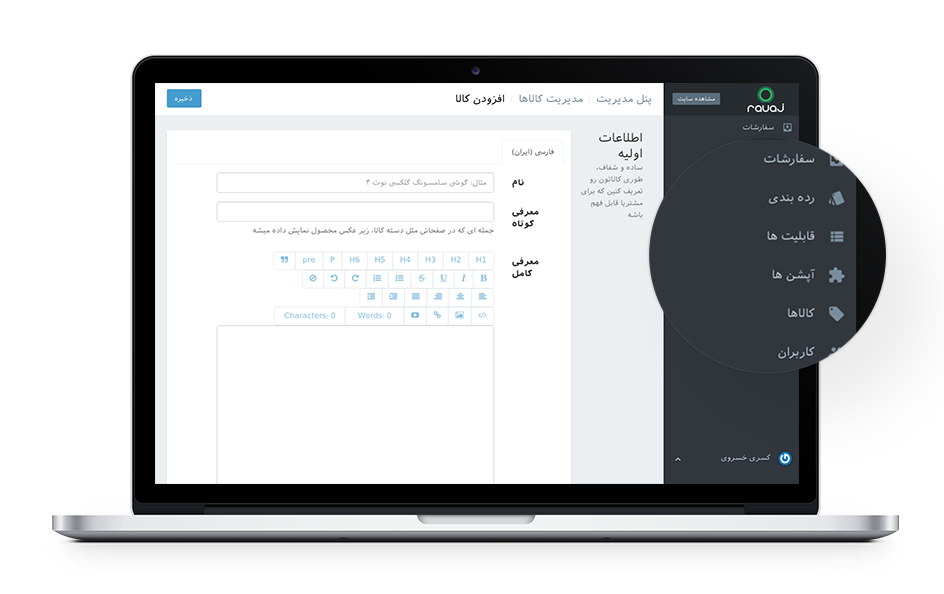 ravaj
مشاهده سایت
پنل مدیریت / مدیریت کالاها / افزودن کالا
ذخیره
سفارشات
سفارشات
رده بندی
قابلیت ها
آپشن ها
کالاها
کاربران
کسری خسروی
اطلاعات
اولیه
ساده و شفاف،
طوری کالاتون رو
تعریف کنین که برای
مشتریا قابل فهم
باشه
فارسی (ایران)
نام
مثال: گوشی سامسونگ گلکسی نوت ۴
معرفی
کوتاه
جمله ای که در صفحاتی مثل دسته کالا، زیر عکس محصول نمایش داده میشه
معرفی
کامل
H1 H2 H3 H4 H5 H6 P pre
B I U S
Words: 0 Characters: 0